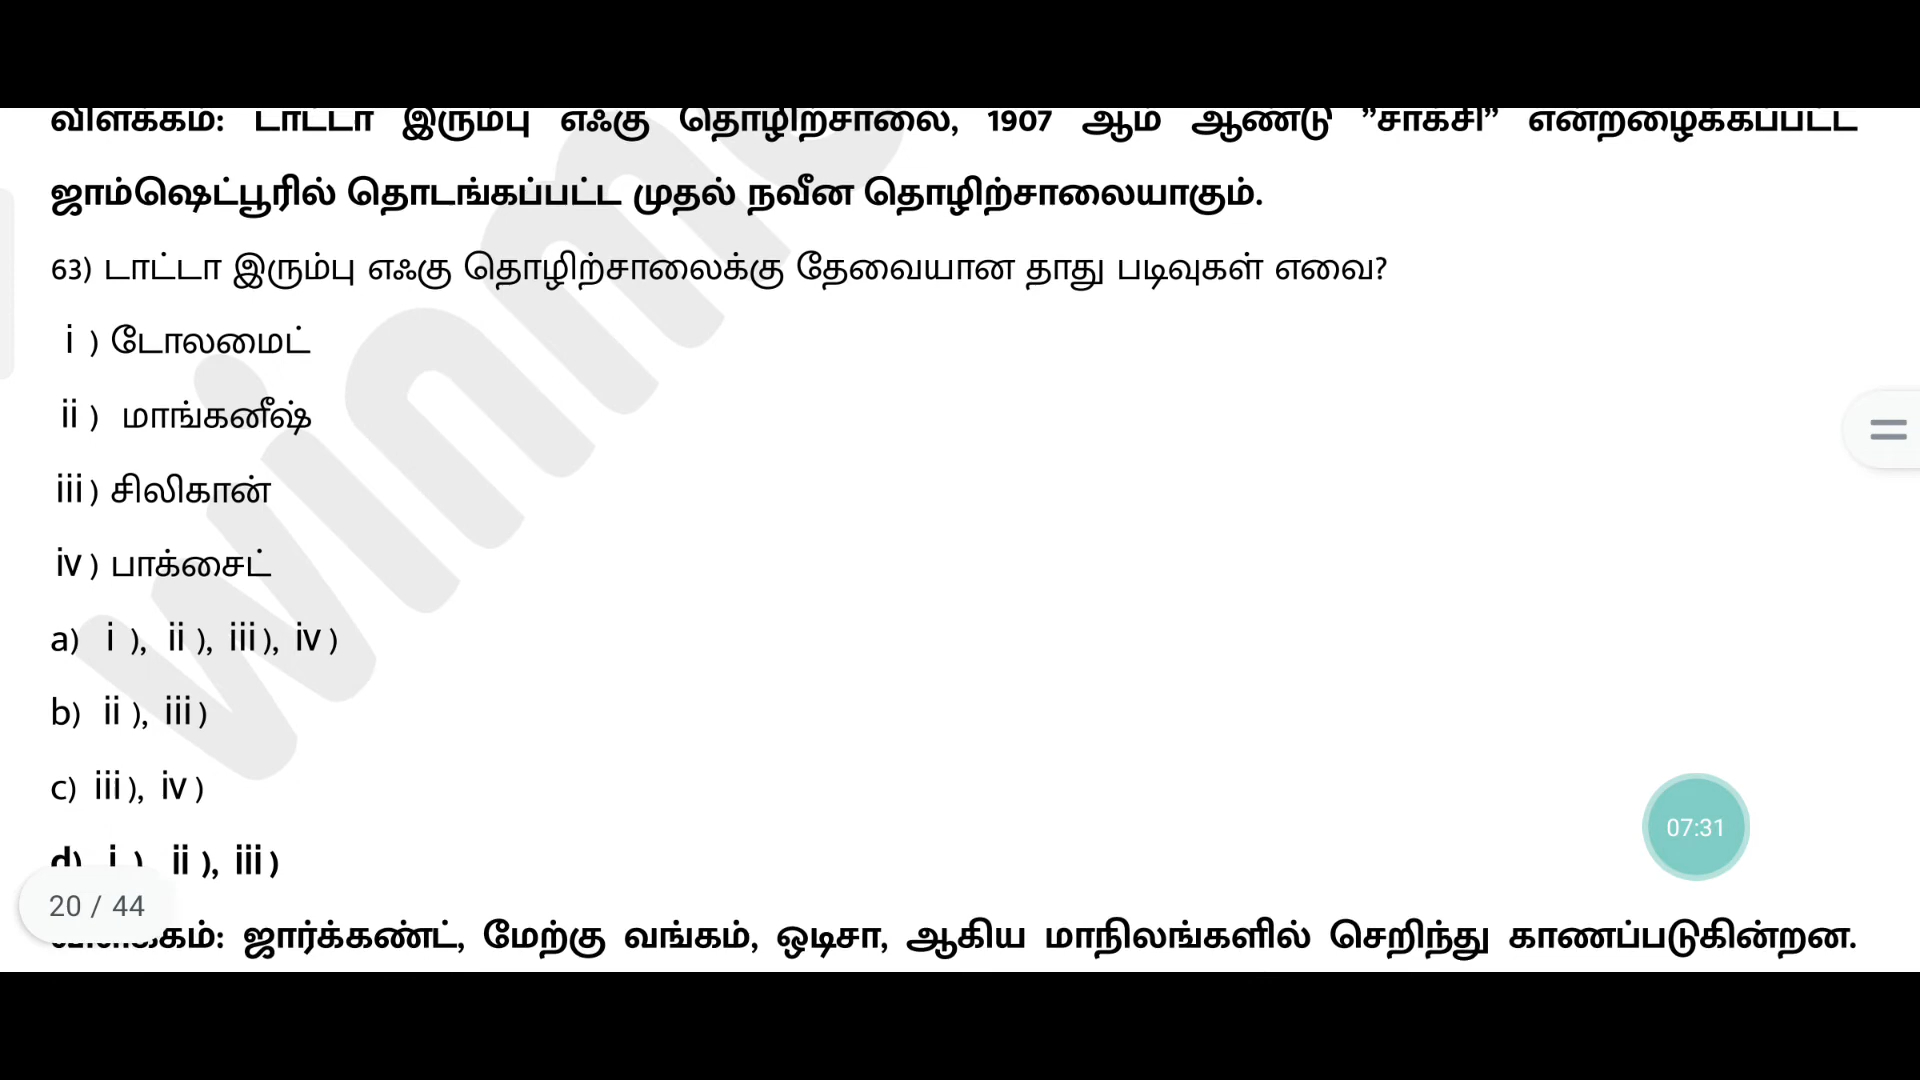 விளக்கம்: டாட்டா இரும்பு எஃகு தொழிற்சாலை, 1907 ஆம் ஆண்டு ”சாக்சி” என்றழைக்கப்பட்ட
ஜாம்ஷெட்பூரில் தொடங்கப்பட்ட முதல் நவீன தொழிற்சாலையாகும்.
63) டாட்டா இரும்பு எஃகு தொழிற்சாலைக்கு தேவையான தாது படிவுகள் எவை?
i ) டோலமைட்
ii ) மாங்கனீஷ்
iii ) சிலிகான்
iv ) பாக்சைட்
a) i ), ii ), iii ), iv )
b) ii ), iii )
c) iii ), iv )
d) i ) ii ), iii )
20 / 44
07:31
ஜார்க்கண்ட், மேற்கு வங்கம், ஒடிசா, ஆகிய மாநிலங்களில் செறிந்து காணப்படுகின்றன.